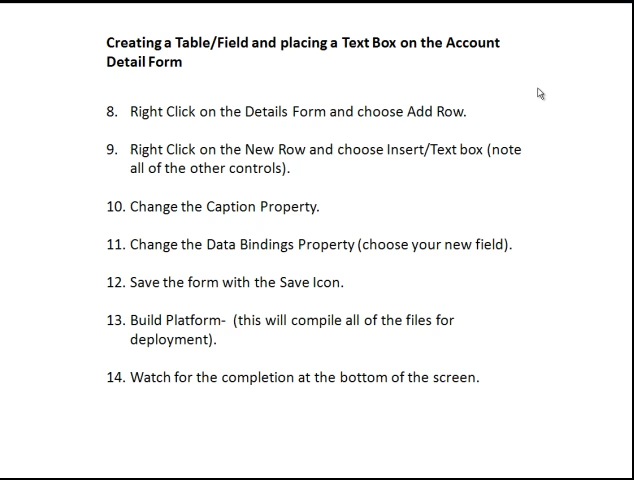 Creating a Table/Field and placing a Text Box on the Account
Detail Form
8. Right Click on the Details Form and choose Add Row.
9. Right Click on the New Row and choose Insert/Text box (note
all of the other controls).
10. Change the Caption Property.
11. Change the Data Bindings Property (choose your new field).
12. Save the form with the Save Icon.
13. Build Platform- (this will compile all of the files for
deployment).
14. Watch for the completion at the bottom of the screen.